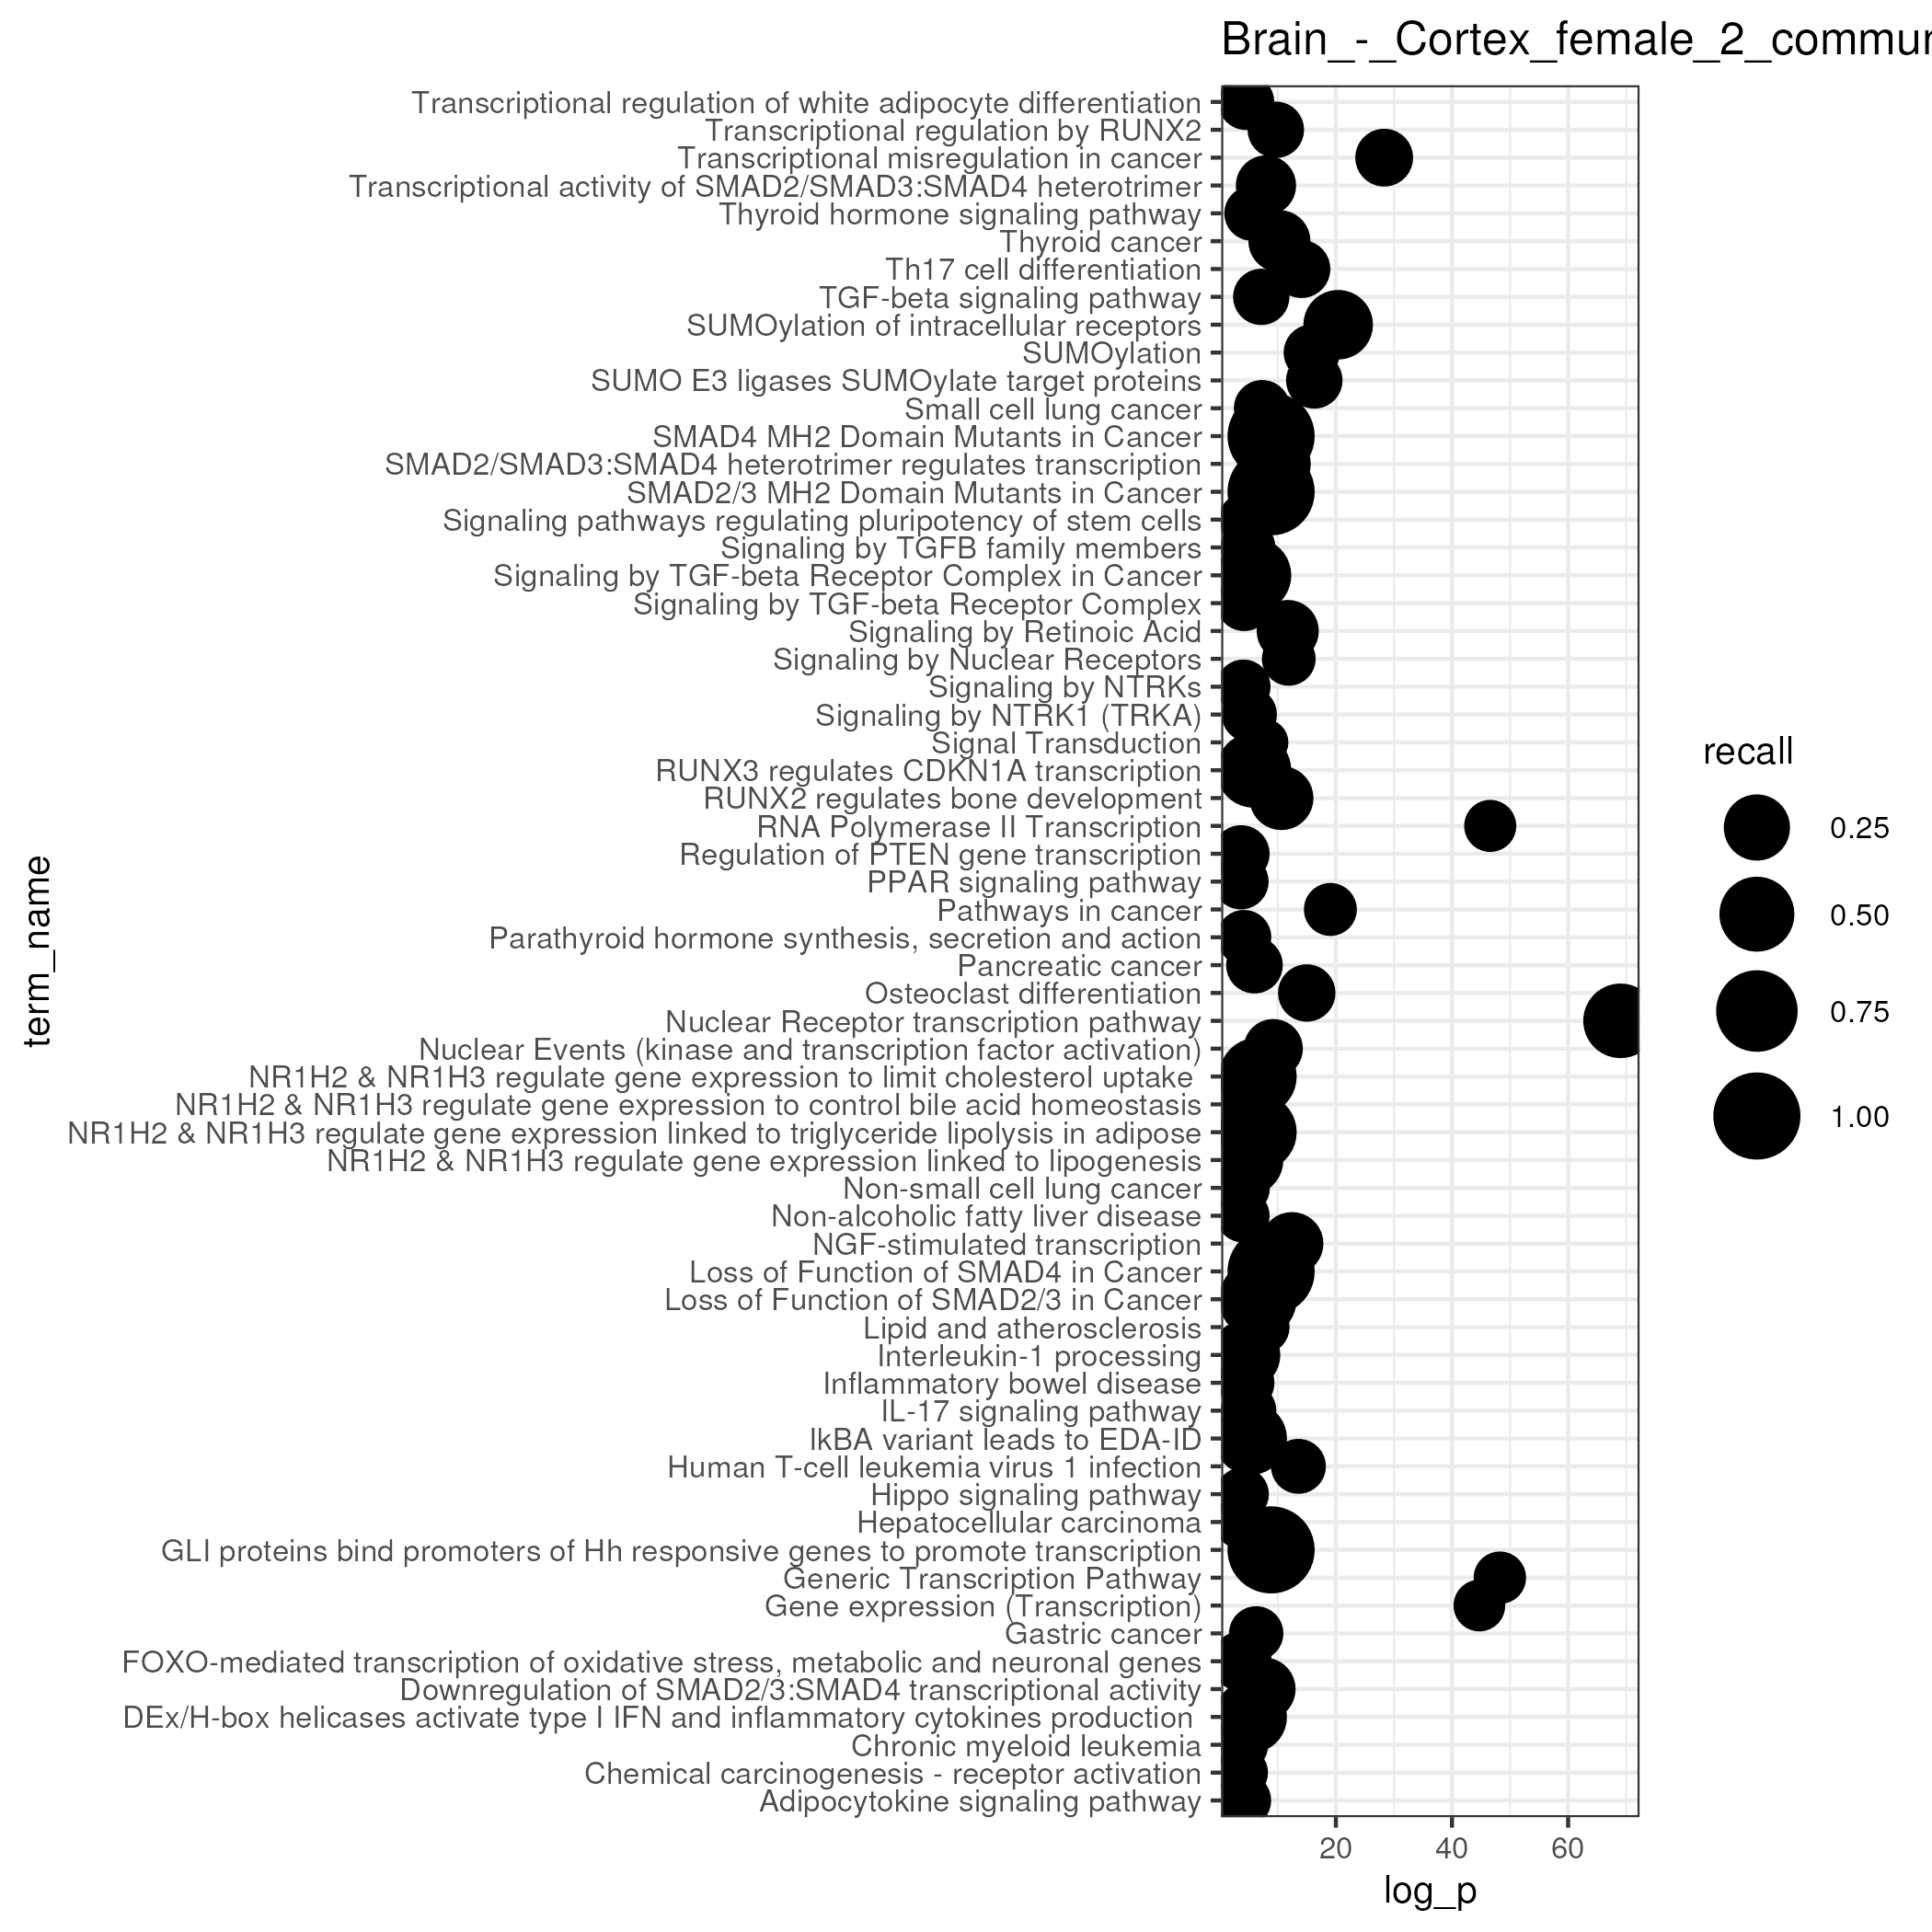 Brain_-_Cortex_female_2_commun
Transcriptional regulation of white adipocyte differentiation
Transcriptional regulation by RUNX2
Transcriptional misregulation in cancer
Transcriptional activity of SMAD2/SMAD3:SMAD4 heterotrimer
Thyroid hormone signaling pathway
Thyroid cancer
Th17 cell differentiation
TGF-beta signaling pathway
SUMOylation of intracellular receptors
SUMOylation
SUMO E3 ligases SUMOylate target proteins
Small cell lung cancer
SMAD4 MH2 Domain Mutants in Cancer
SMAD2/SMAD3:SMAD4 heterotrimer regulates transcription
SMAD2/3 MH2 Domain Mutants in Cancer
Signaling pathways regulating pluripotency of stem cells
Signaling by TGFB family members
Signaling by TGF-beta Receptor Complex in Cancer
Signaling by TGF-beta Receptor Complex
Signaling by Retinoic Acid
Signaling by Nuclear Receptors
Signaling by NTRKs
Signaling by NTRK1 (TRKA)
Signal Transduction
RUNX3 regulates CDKN1A transcription
RUNX2 regulates bone development
RNA Polymerase II Transcription
Regulation of PTEN gene transcription
PPAR signaling pathway
Pathways in cancer
Parathyroid hormone synthesis, secretion and action
Pancreatic cancer
Osteoclast differentiation
Nuclear Receptor transcription pathway
Nuclear Events (kinase and transcription factor activation)
NR1H2 & NR1H3 regulate gene expression to limit cholesterol uptake
NR1H2 & NR1H3 regulate gene expression to control bile acid homeostasis
NR1H2 & NR1H3 regulate gene expression linked to triglyceride lipolysis in adipose
NR1H2 & NR1H3 regulate gene expression linked to lipogenesis
Non-small cell lung cancer
Non-alcoholic fatty liver disease
NGF-stimulated transcription
Loss of Function of SMAD4 in Cancer
Loss of Function of SMAD2/3 in Cancer
Lipid and atherosclerosis
Interleukin-1 processing
Inflammatory bowel disease
IL-17 signaling pathway
IkBA variant leads to EDA-ID
Human T-cell leukemia virus 1 infection
Hippo signaling pathway
Hepatocellular carcinoma
GLI proteins bind promoters of Hh responsive genes to promote transcription
Generic Transcription Pathway
Gene expression (Transcription)
Gastric cancer
FOXO-mediated transcription of oxidative stress, metabolic and neuronal genes
Downregulation of SMAD2/3:SMAD4 transcriptional activity
DEx/H-box helicases activate type I IFN and inflammatory cytokines production
Chronic myeloid leukemia
Chemical carcinogenesis - receptor activation
Adipocytokine signaling pathway
20 40 60
log_p
term_name
recall
0.25
0.50
0.75
1.00